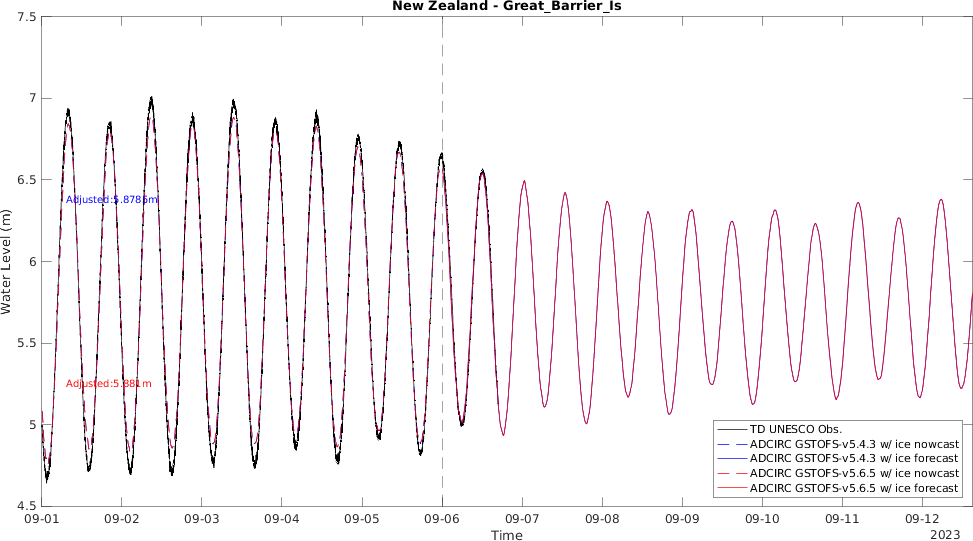 New Zealand - Great_Barrier_Is
7.5
7
6.5
6
5.5
5
4.5
Water Level (m)
Adjusted:5.8785m
Adjusted:5.881m
TD UNESCO Obs.
ADCIRC GSTOFS-v5.4.3 w/ ice nowcast
ADCIRC GSTOFS-v5.4.3 w/ ice forecast
ADCIRC GSTOFS-v5.6.5 w/ ice nowcast
ADCIRC GSTOFS-v5.6.5 w/ ice forecast
09-01 09-02 09-03 09-04 09-05 09-06 09-07 09-08 09-09 09-10 09-11 09-12
Time
2023